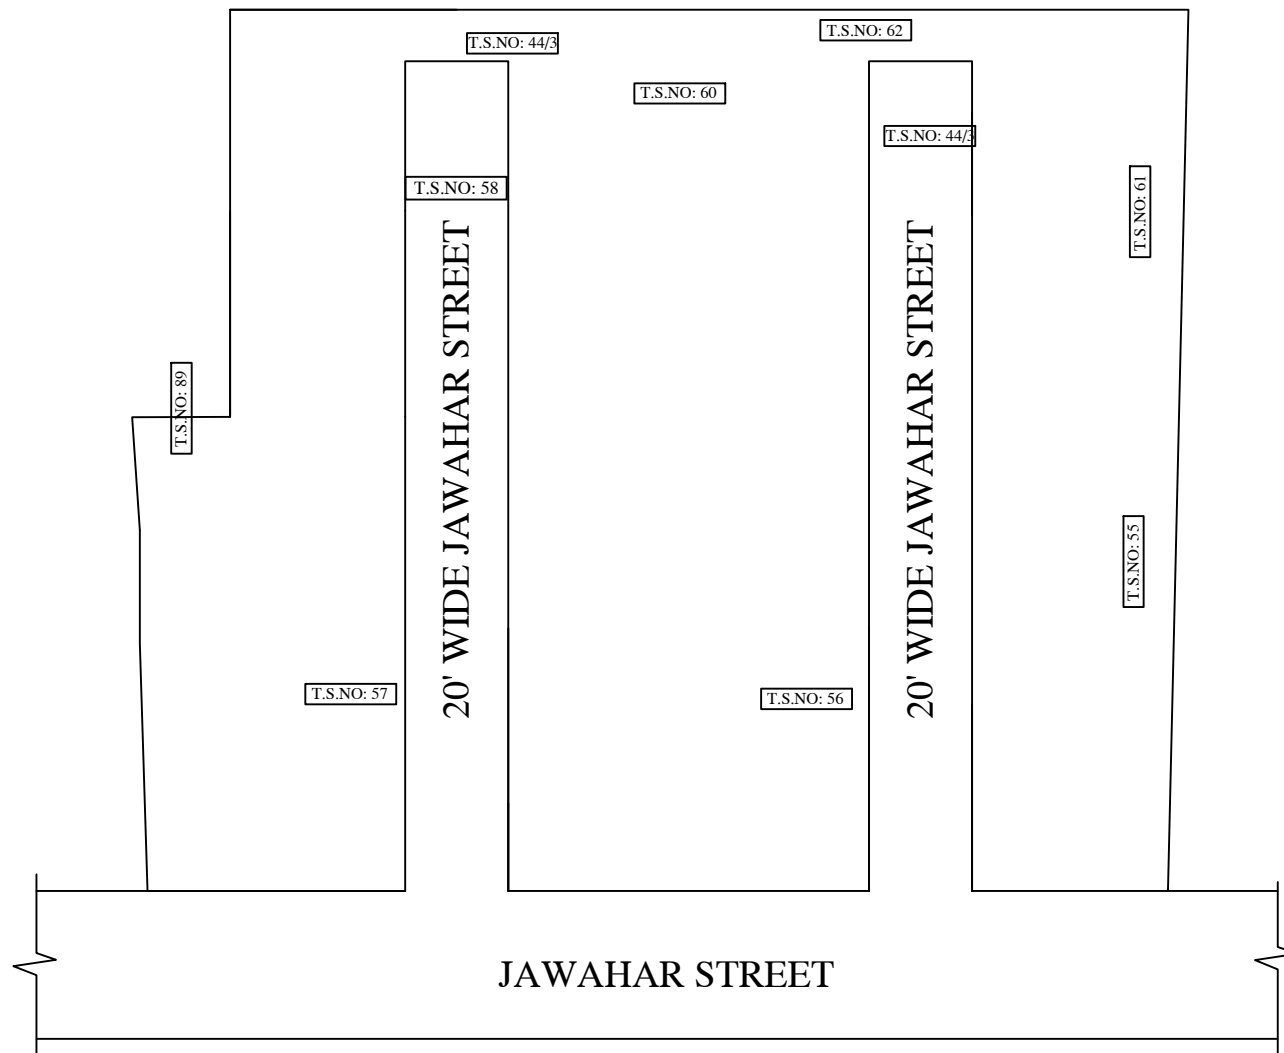 T.S.NO: 62
T.S.NO: 44/3
T.S.NO: 60
T.S.NO: 44/3
T.S.NO: 58
T.S.NO: 61
20' WIDE JAWAHAR STREET
20' WIDE JAWAHAR STREET
T.S.NO: 89
T.S.NO: 55
T.S.NO: 57
T.S.NO: 56
JAWAHAR STREET